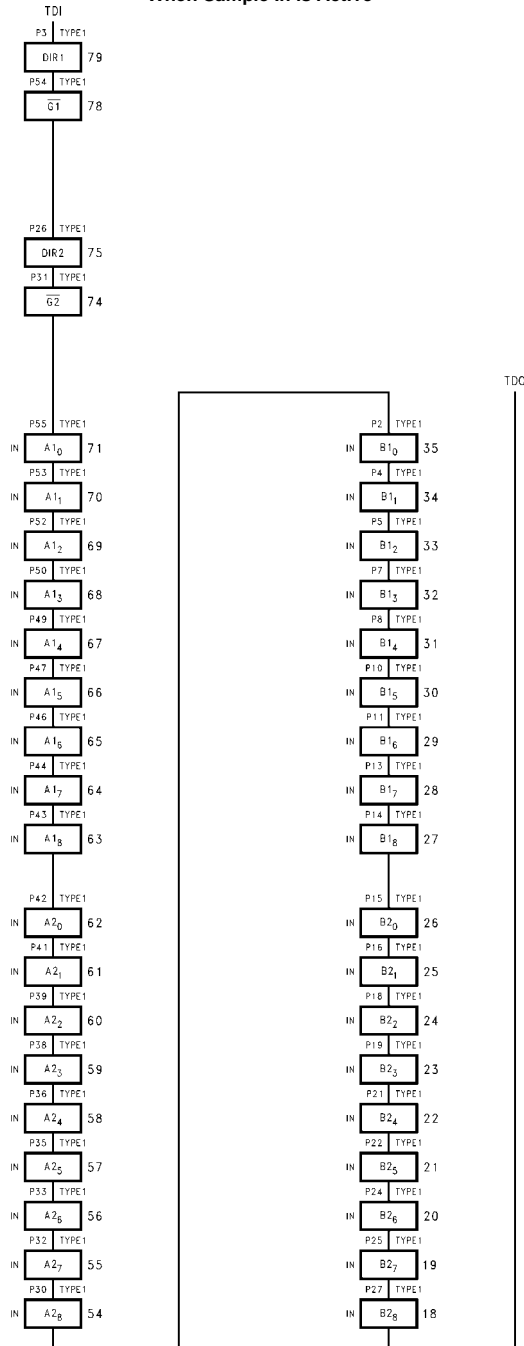 When Sample In is Active
TDI
P3 TYPE1
DIR1 79
P54 TYPE1
G1 78
P26 TYPE1
DIR2 75
P31 TYPE1
G2 74
TDO
P55 TYPE1 P2 TYPE1
IN A10 71 IN B10 35
P53 TYPE1 P4 TYPE1
IN A11 70 IN B11 34
P52 TYPE1 P5 TYPE1
IN A12 69 IN B12 33
P50 TYPE1 P7 TYPE1
IN A13 68 IN B13 32
P49 TYPE1 P8 TYPE1
IN A14 67 IN B14 31
P47 TYPE1 P10 TYPE1
IN A15 66 IN B15 30
P46 TYPE1 P11 TYPE1
IN A16 65 IN B16 29
P44 TYPE1 P13 TYPE1
IN A17 64 IN B17 28
P43 TYPE1 P14 TYPE1
IN A18 63 IN B18 27
P42 TYPE1 P15 TYPE1
IN A20 62 IN B20 26
P41 TYPE1 P16 TYPE1
IN A21 61 IN B21 25
P39 TYPE1 P18 TYPE1
IN A22 60 IN B22 24
P38 TYPE1 P19 TYPE1
IN A23 59 IN B23 23
P36 TYPE1 P21 TYPE1
IN A24 58 IN B24 22
P35 TYPE1 P22 TYPE1
IN A25 57 IN B25 21
P33 TYPE1 P24 TYPE1
IN A26 56 IN B26 20
P32 TYPE1 P25 TYPE1
IN A27 55 IN B27 19
P30 TYPE1 P27 TYPE1
IN A28 54 IN B28 18